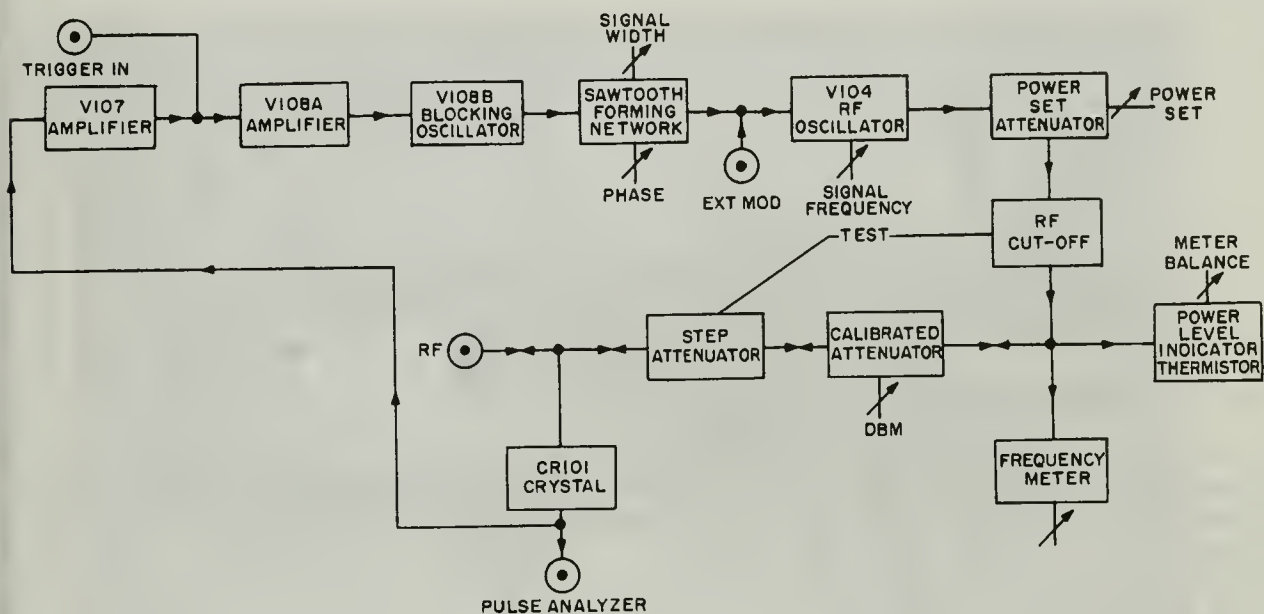 SIGNAL
WIDTH
TRIGGER IN
V107
AMPLIFIER
V108A
AMPLIFIER
V108B
BLOCKING
OSCILLATOR
SAWTOOTH
FORMING
NETWORK
V104
RF
OSCILLATOR
POWER
SET
ATTENUATOR
POWER
SET
PHASE
EXT MOD
SIGNAL
FREQUENCY
TEST
RF
CUT-OFF
METER
BALANCE
RF
STEP
ATTENUATOR
CALIBRATED
ATTENUATOR
POWER
LEVEL
INDICATOR
THERMISTOR
DBM
CR101
CRYSTAL
FREQUENCY
METER
PULSE ANALYZER